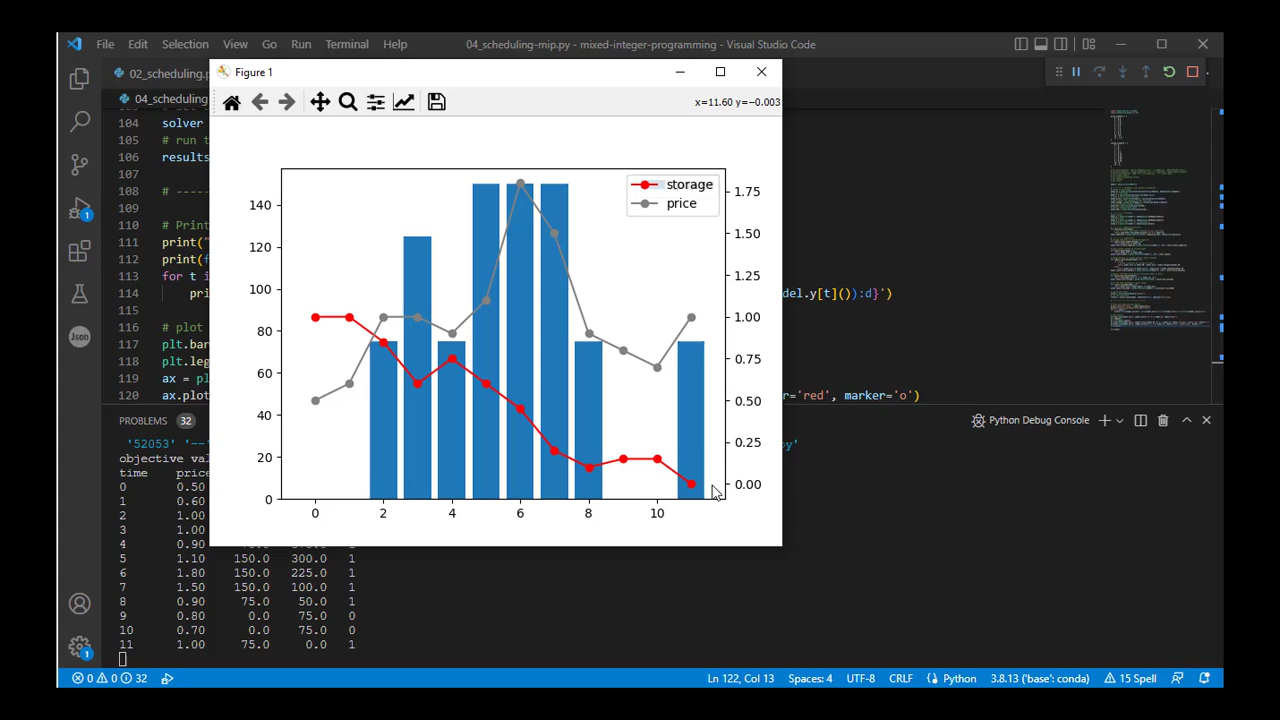 File Edit Selection View Go Run Terminal Help
04_scheduling-mip.py - mixed-integer-programming - Visual Studio Code
02_scheduling.p
04_scheduling
Figure 1
x=11.60 y=−0.003
104 solver
105 # run t
106 results
107
108 # -----
109
110 # Print
111 print("
112 print(f
113 for t i
114 pri
del.y[t]()):d}')
115
116 # plot
117 plt.bar
118 plt.leg
119 ax = pl
120 ax.plot
r='red', marker='o')
storage
price
140
120
100
80
60
40
20
0
1.75
1.50
1.25
1.00
0.75
0.50
0.25
0.00
0 2 4 6 8 10
PROBLEMS 32
Python Debug Console
'52053' '--
py'
objective val
time price
0 0.50
1 0.60
2 1.00
3 1.00
4 0.90
5 1.10 150.0 300.0 1
6 1.80 150.0 225.0 1
7 1.50 150.0 100.0 1
8 0.90 75.0 50.0 1
9 0.80 0.0 75.0 0
10 0.70 0.0 75.0 0
11 1.00 75.0 0.0 1
Json
1
1
0 0 32
Ln 122, Col 13 Spaces: 4 UTF-8 CRLF Python 3.8.13 ('base': conda) 15 Spell